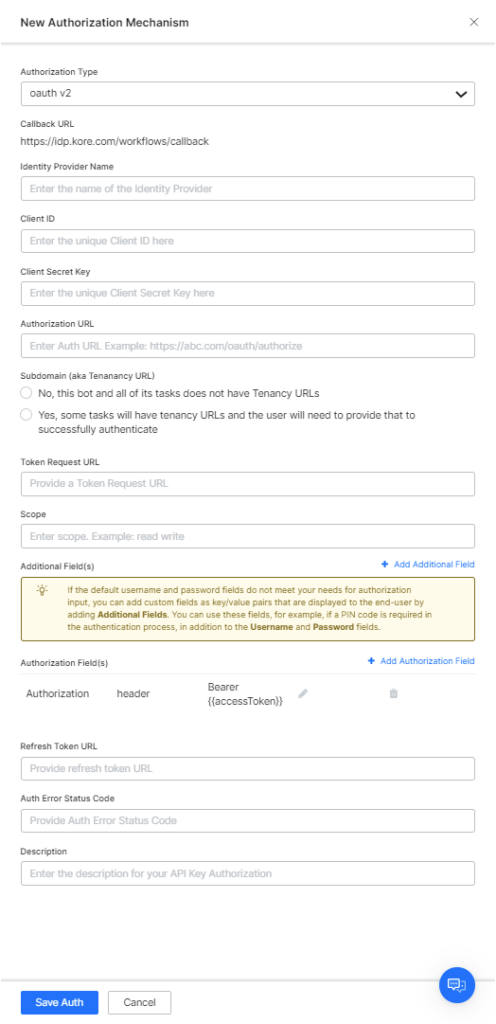 New Authorization Mechanism
Authorization Type
oauth v2
Callback URL
https://idp.kore.com/workflows/callback
Identity Provider Name
Enter the name of the Identity Provider
Client ID
Enter the unique Client ID here
Client Secret Key
Enter the unique Client Secret Key here
Authorization URL
Enter Auth URL Example: https://abc.com/oauth/authorize
Subdomain (aka Tenanancy URL)
No, this bot and all of its tasks does not have Tenancy URLs
Yes, some tasks will have tenancy URLs and the user will need to provide that to
successfully authenticate
Token Request URL
Provide a Token Request URL
Scope
Enter scope. Example: read write
Additional Field(s)
+ Add Additional Field
If the default username and password fields do not meet your needs for authorization
input, you can add custom fields as key/value pairs that are displayed to the end-user by
adding Additional Fields. You can use these fields, for example, if a PIN code is required in
the authentication process, in addition to the Username and Password fields.
Authorization Field(s)
+ Add Authorization Field
Authorization header Bearer
{{accessToken}}
Refresh Token URL
Provide refresh token URL
Auth Error Status Code
Provide Auth Error Status Code
Description
Enter the description for your API Key Authorization
Save Auth
Cancel